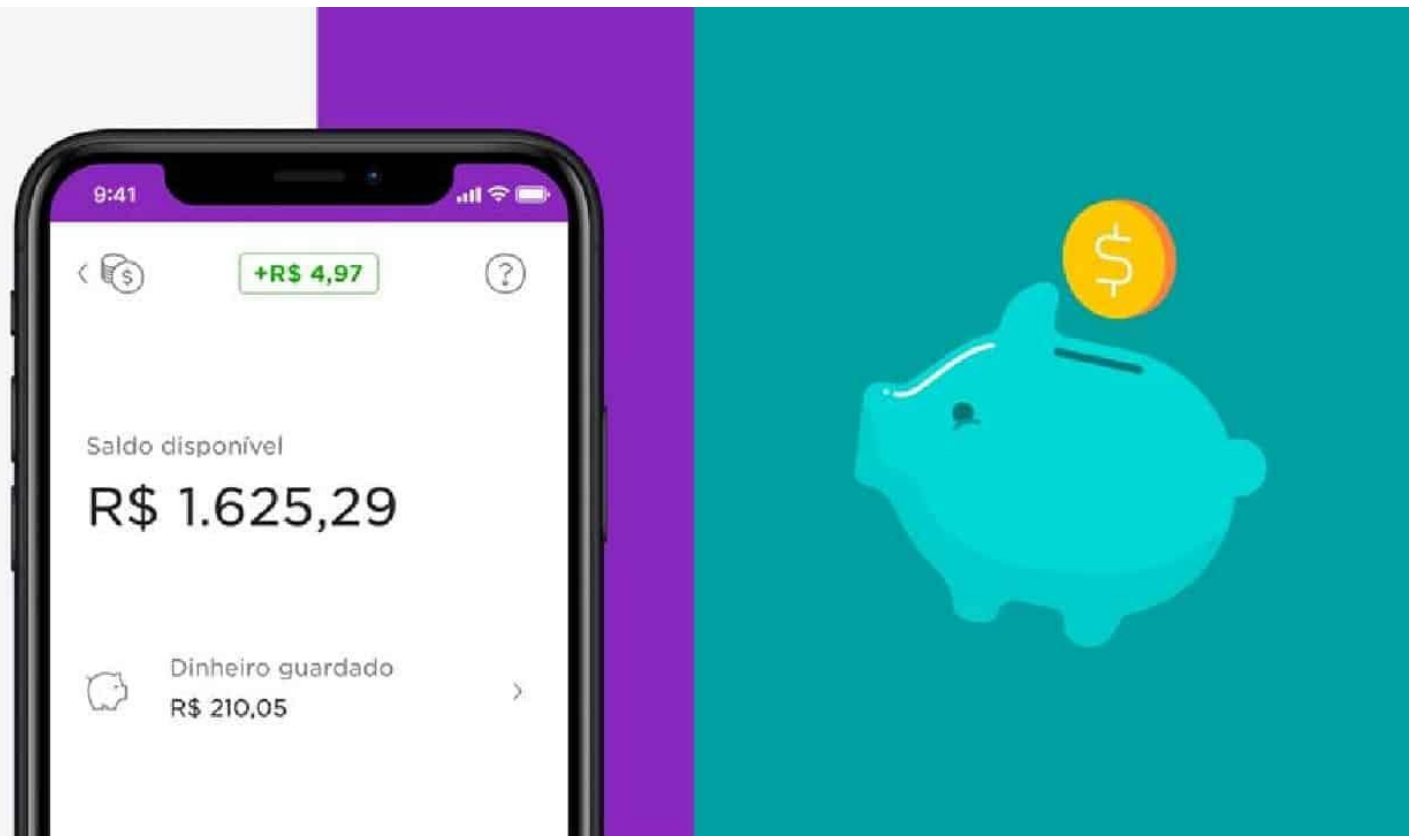 9:41
+R$ 4,97
Saldo disponível
R$ 1.625,29
Dinheiro guardado
R$ 210,05